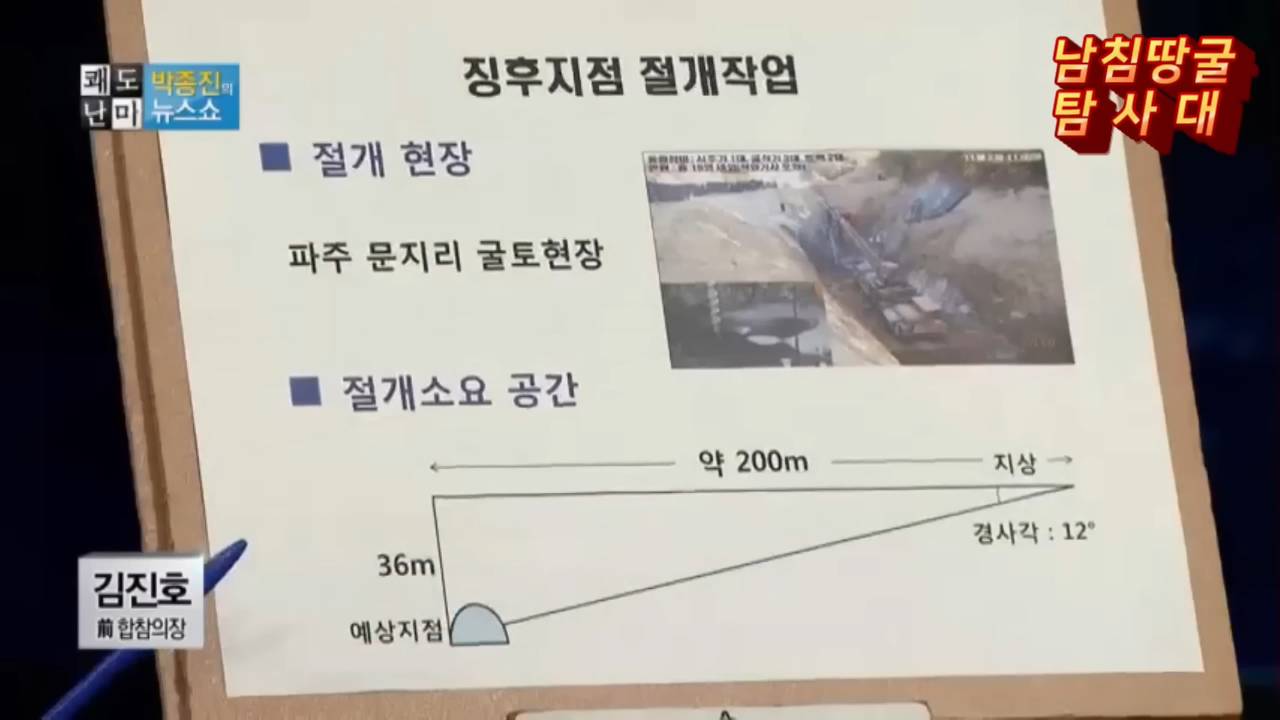 징후지점 절개작업
남침땅굴
탐사대
쾌도 박종진의
난마 뉴스쇼
■ 절개 현장
파주 문지리 굴토현장
■ 절개소요 공간
약 200m
지상
경사각 : 12°
36m
예상지점
김진호
前 합참의장